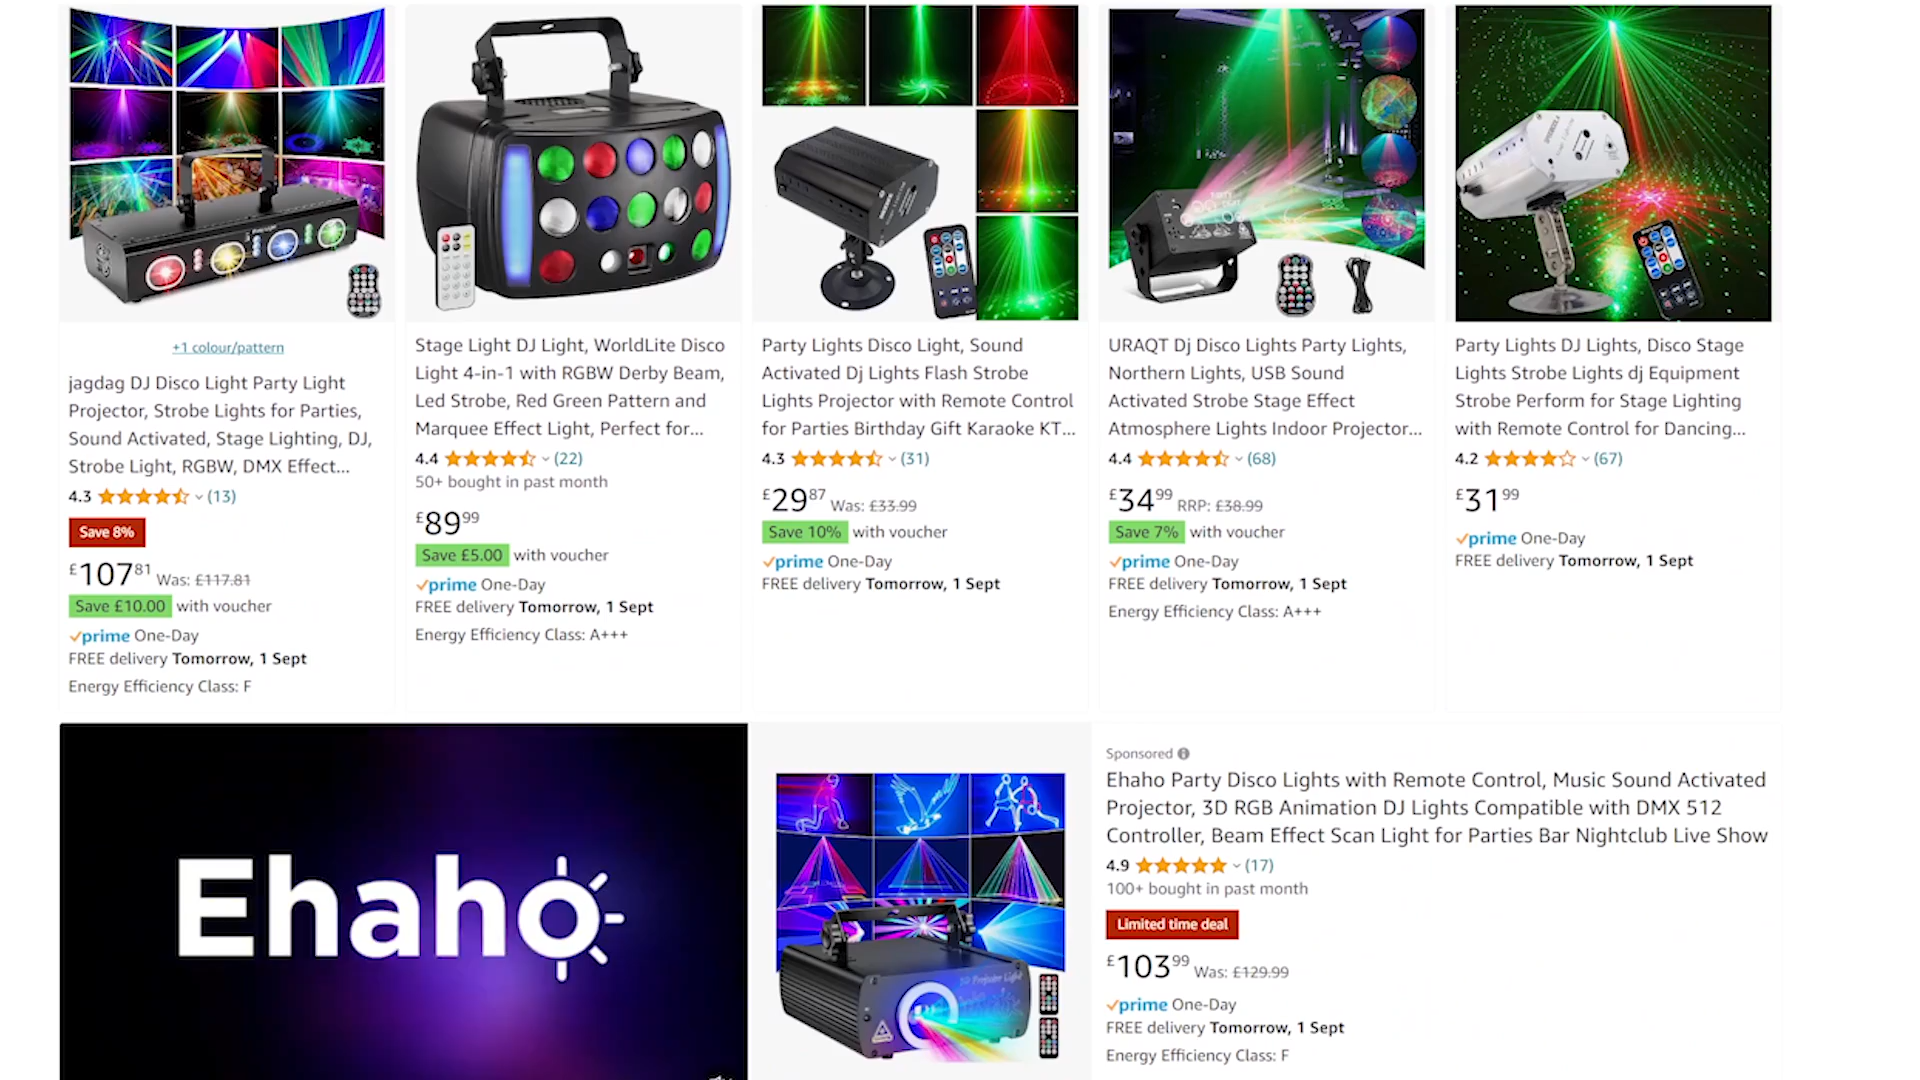 +1 colour/pattern
jagdag DJ Disco Light Party Light
Projector, Strobe Lights for Parties,
Sound Activated, Stage Lighting, DJ,
Strobe Light, RGBW, DMX Effect...
4.3 (13)
Save 8%
£107.81 Was: £117.81
Save £10.00 with voucher
prime One-Day
FREE delivery Tomorrow, 1 Sept
Energy Efficiency Class: F
Stage Light DJ Light, WorldLite Disco
Light 4-in-1 with RGBW Derby Beam,
Led Strobe, Red Green Pattern and
Marquee Effect Light, Perfect for...
4.4 (22)
50+ bought in past month
£89.99
Save £5.00 with voucher
prime One-Day
FREE delivery Tomorrow, 1 Sept
Energy Efficiency Class: A+++
Party Lights Disco Light, Sound
Activated Dj Lights Flash Strobe
Lights Projector with Remote Control
for Parties Birthday Gift Karaoke KT...
4.3 (31)
£29.87 Was: £33.99
Save 10% with voucher
prime One-Day
FREE delivery Tomorrow, 1 Sept
URAQT Dj Disco Lights Party Lights,
Northern Lights, USB Sound
Activated Strobe Stage Effect
Atmosphere Lights Indoor Projector...
4.4 (68)
£34.99 RRP: £38.99
Save 7% with voucher
prime One-Day
FREE delivery Tomorrow, 1 Sept
Energy Efficiency Class: A+++
Party Lights DJ Lights, Disco Stage
Lights Strobe Lights dj Equipment
Strobe Perform for Stage Lighting
with Remote Control for Dancing...
4.2 (67)
£31.99
prime One-Day
FREE delivery Tomorrow, 1 Sept
Ehaho
Sponsored
Ehaho Party Disco Lights with Remote Control, Music Sound Activated
Projector, 3D RGB Animation DJ Lights Compatible with DMX 512
Controller, Beam Effect Scan Light for Parties Bar Nightclub Live Show
4.9 (17)
100+ bought in past month
Limited time deal
£103.99 Was: £129.99
prime One-Day
FREE delivery Tomorrow, 1 Sept
Energy Efficiency Class: F